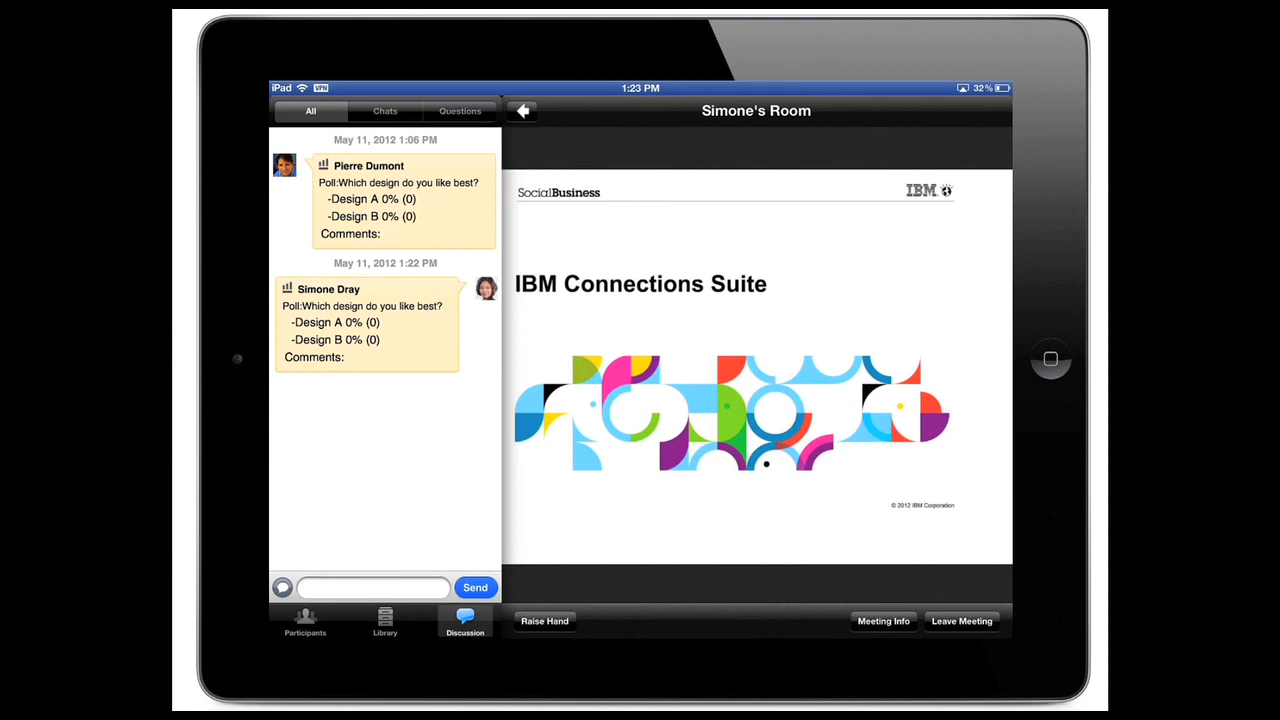 iPad VPN 1:23 PM 32%
All Chats Questions
Simone's Room
May 11, 2012 1:06 PM
Pierre Dumont
Poll:Which design do you like best?
-Design A 0% (0)
-Design B 0% (0)
Comments:
May 11, 2012 1:22 PM
Simone Dray
Poll:Which design do you like best?
-Design A 0% (0)
-Design B 0% (0)
Comments:
Send
Participants Library Discussion
SocialBusiness IBM
IBM Connections Suite
© 2012 IBM Corporation
Raise Hand Meeting Info Leave Meeting